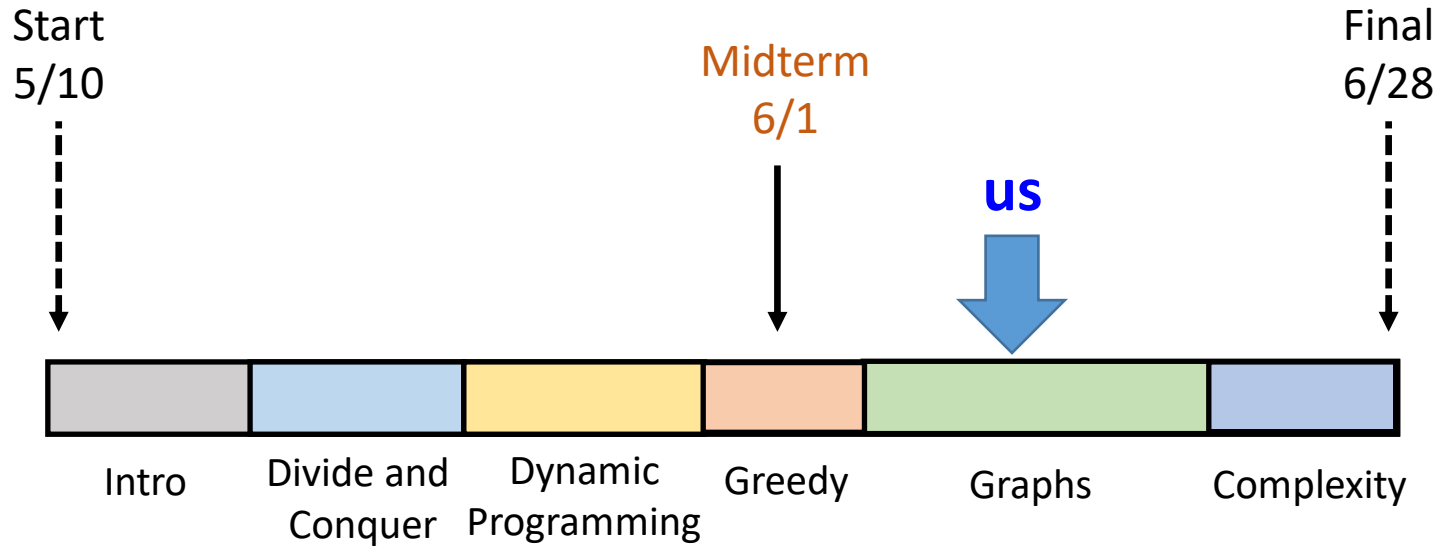 Start
5/10
Midterm
6/1
us
Final
6/28
Intro
Divide and
Conquer
Dynamic
Programming
Greedy
Graphs
Complexity